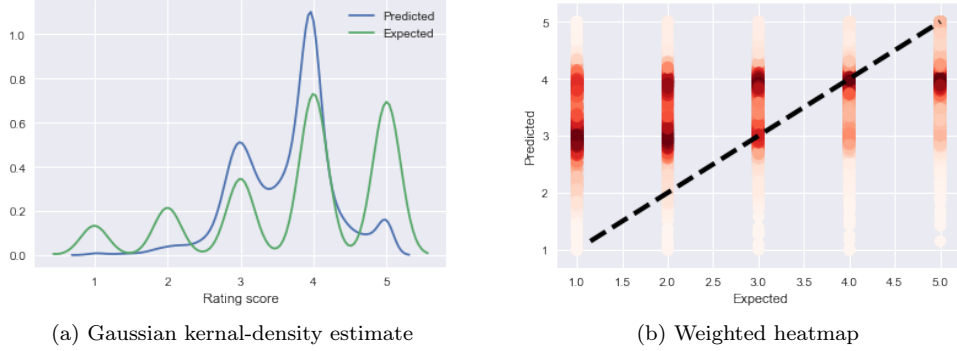 Predicted
Expected
1.0
0.8
0.6
0.4
0.2
0.0
1 2 3 4 5
Rating score
(a) Gaussian kernal-density estimate
5
4
3
2
1
Predicted
1.0 1.5 2.0 2.5 3.0 3.5 4.0 4.5 5.0
Expected
(b) Weighted heatmap